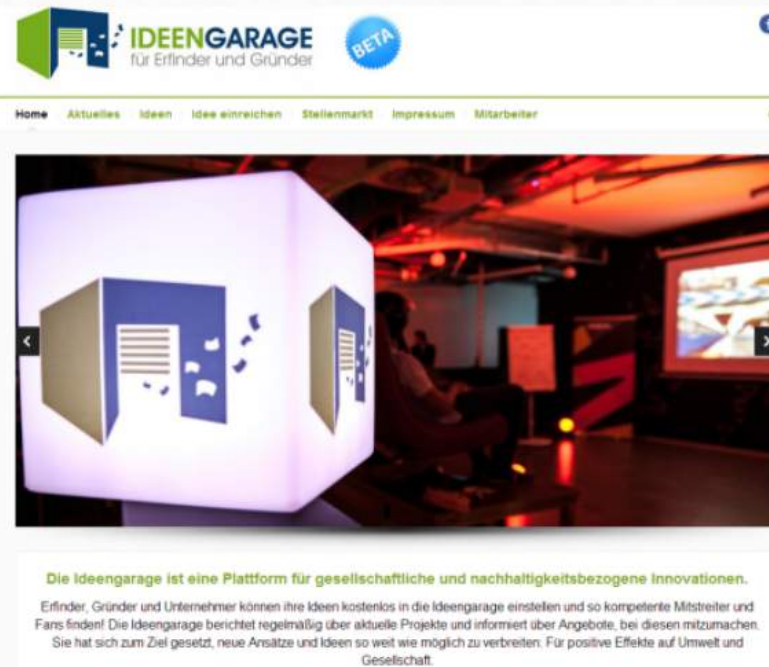 IDEENGARAGE
für Erfinder und Gründer
BETA
Home Aktuelles Ideen Idee einreichen Stellenmarkt Impressum Mitarbeiter
Die Ideengarage ist eine Plattform für gesellschaftliche und nachhaltigkeitsbezogene Innovationen.
Erfinder, Gründer und Unternehmer können ihre Ideen kostenlos in die Ideengarage einstellen und so kompetente Mitstreiter und
Fans finden! Die Ideengarage berichtet regelmäßig über aktuelle Projekte und informiert über Angebote, bei diesen mitzumachen.
Sie hat sich zum Ziel gesetzt, neue Ansätze und Ideen so weit wie möglich zu verbreiten. Für positive Effekte auf Umwelt und
Gesellschaft.